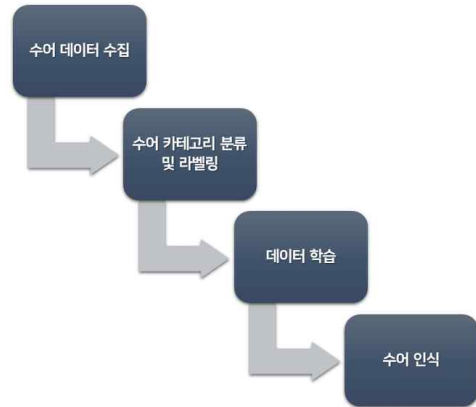 수어 데이터 수집
수어 카테고리 분류
및 라벨링
데이터 학습
수어 인식